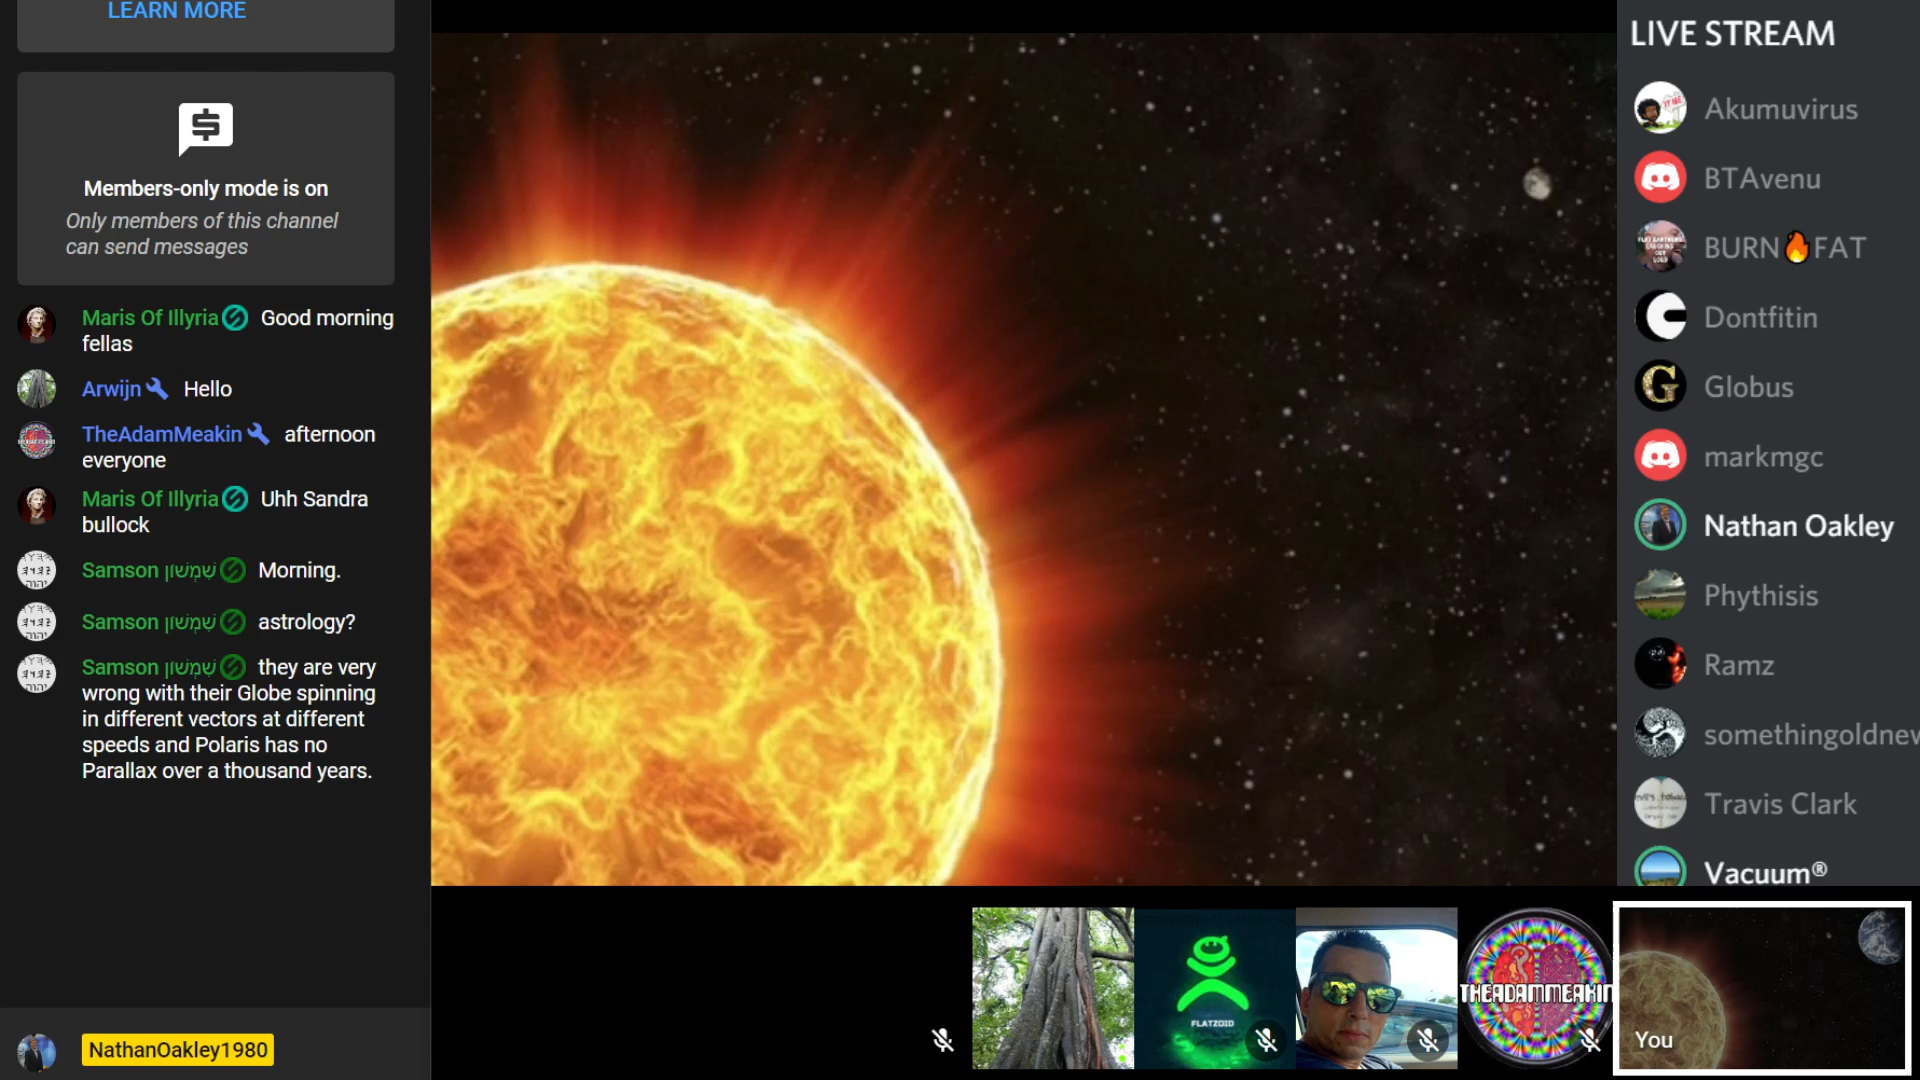 LEARN MORE
Members-only mode is on
Only members of this channel
can send messages
Maris Of Illyria Good morning
fellas
Arwijn Hello
TheAdamMeakin afternoon
everyone
Maris Of Illyria Uhh Sandra
bullock
Samson |שִׁמְשׁוֹן Morning.
Samson |שִׁמְשׁוֹן astrology?
Samson |שִׁמְשׁוֹן they are very
wrong with their Globe spinning
in different vectors at different
speeds and Polaris has no
Parallax over a thousand years.
NathanOakley1980
LIVE STREAM
Akumuvirus
BTAvenu
BURN🔥FAT
Dontfitin
Globus
markmgc
Nathan Oakley
Phythisis
Ramz
somethingoldnew
Travis Clark
Vacuum®
FLATZOID
THEADAMMEAKIN
You